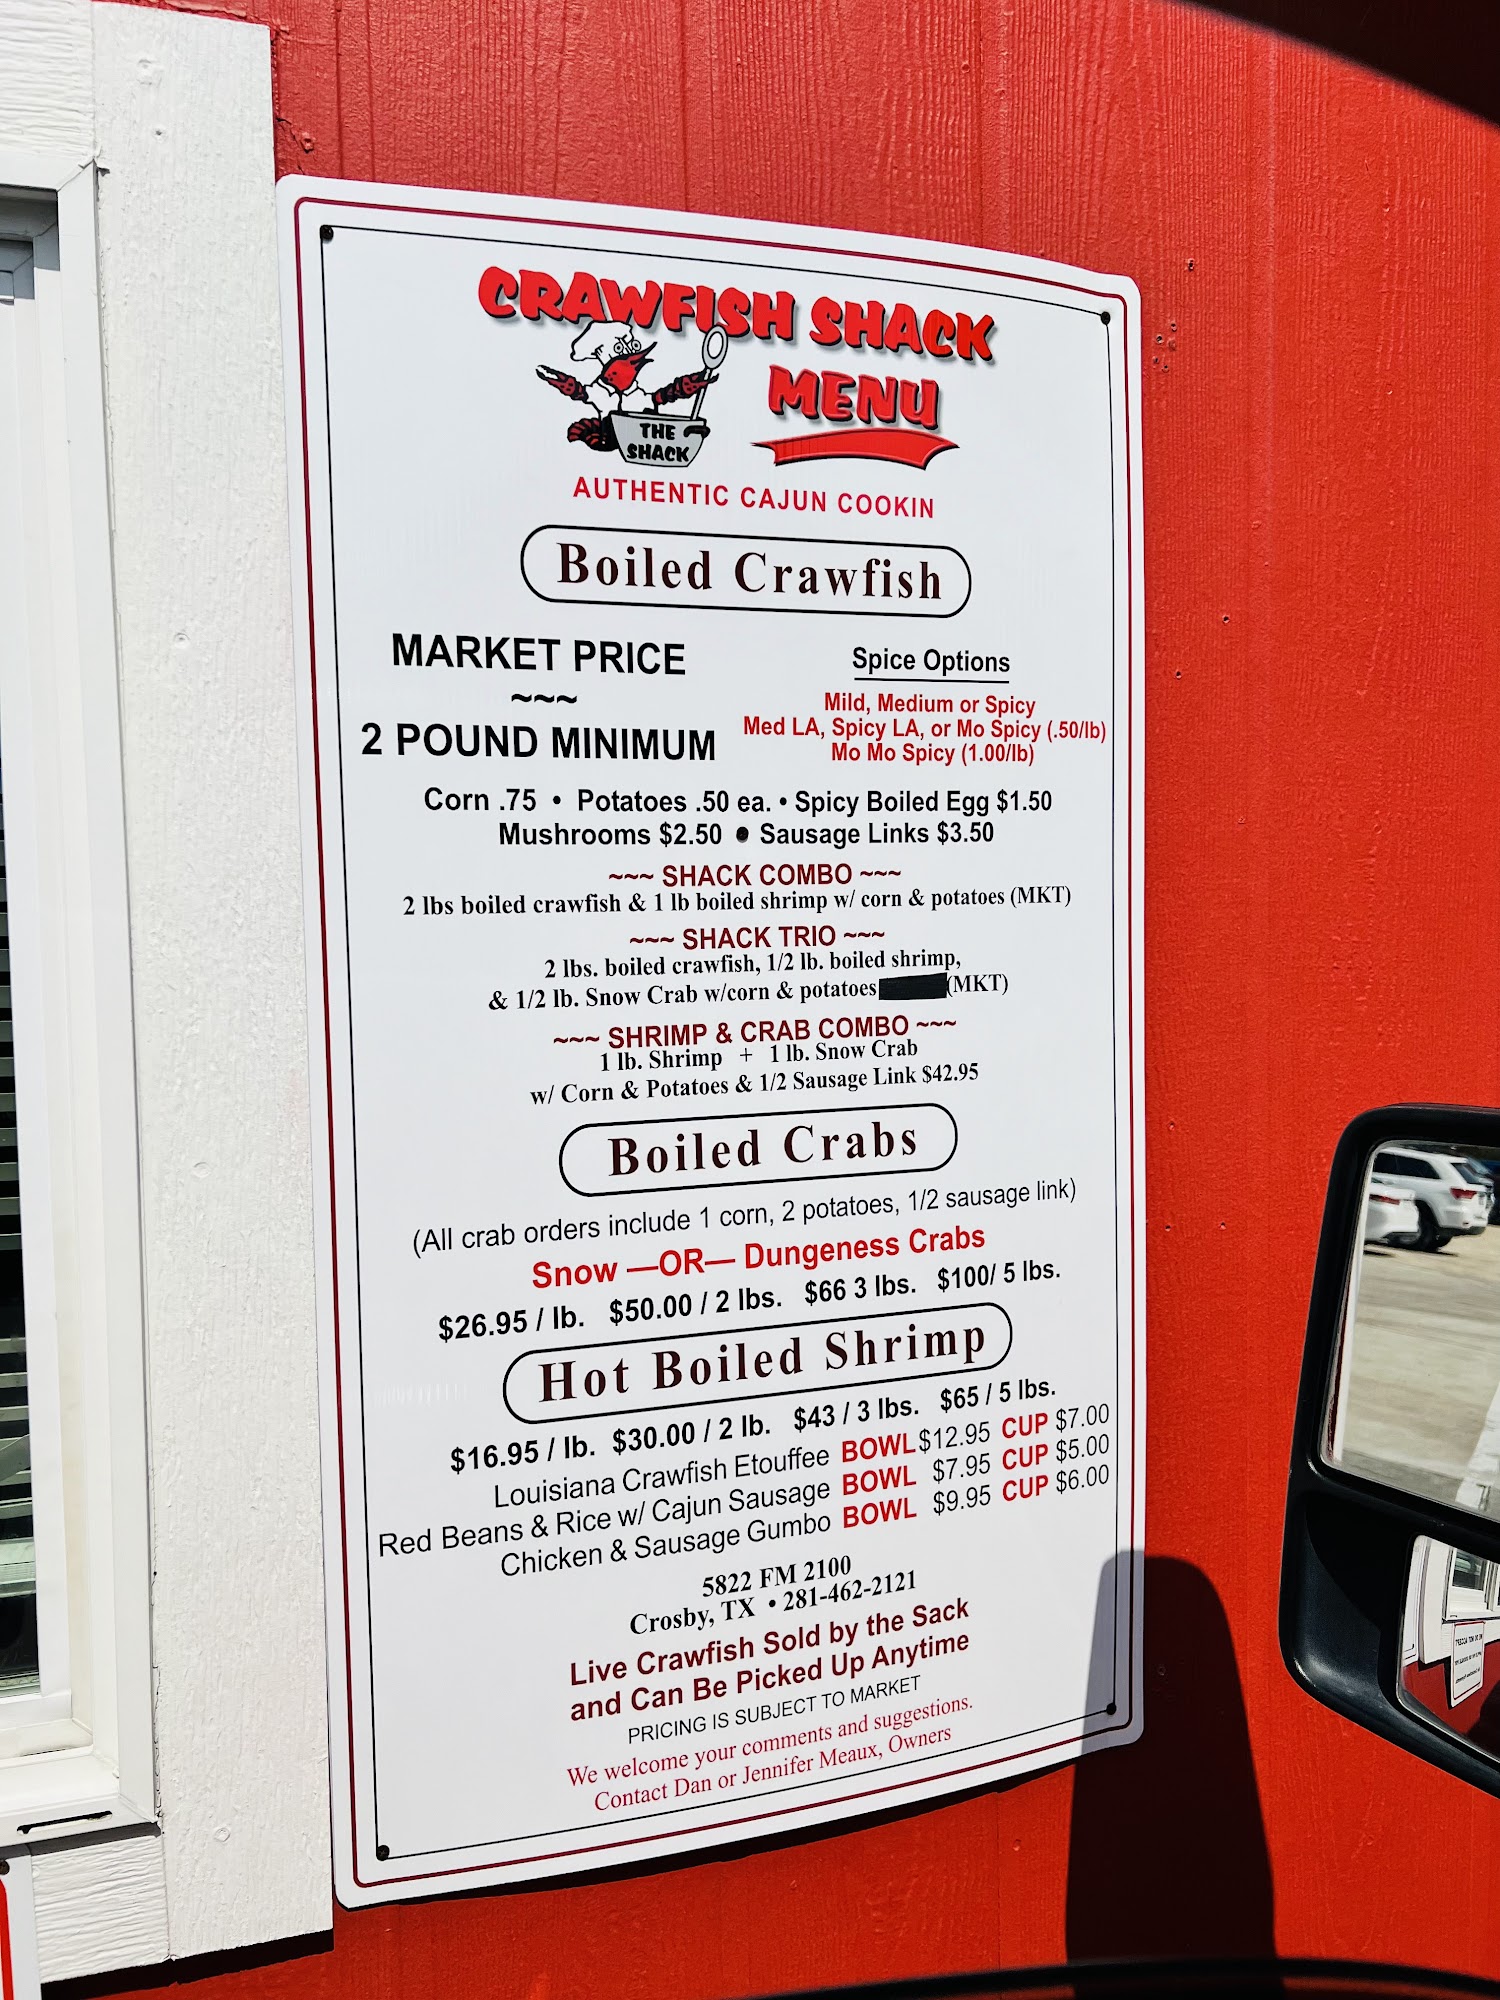 CRAWFISH SHACK
MENU
THE
SHACK
AUTHENTIC CAJUN COOKIN
Boiled Crawfish
MARKET PRICE
~~~
2 POUND MINIMUM
Spice Options
Mild, Medium or Spicy
Med LA, Spicy LA, or Mo Spicy (.50/lb)
Mo Mo Spicy (1.00/lb)
Corn .75 • Potatoes .50 ea. • Spicy Boiled Egg $1.50
Mushrooms $2.50 • Sausage Links $3.50
~~~ SHACK COMBO ~~~
2 lbs boiled crawfish & 1 lb boiled shrimp w/ corn & potatoes (MKT)
~~~ SHACK TRIO ~~~
2 lbs. boiled crawfish, 1/2 lb. boiled shrimp,
& 1/2 lb. Snow Crab w/corn & potatoes (MKT)
~~~ SHRIMP & CRAB COMBO ~~~
1 lb. Shrimp + 1 lb. Snow Crab
w/ Corn & Potatoes & 1/2 Sausage Link $42.95
Boiled Crabs
(All crab orders include 1 corn, 2 potatoes, 1/2 sausage link)
Snow —OR— Dungeness Crabs
$26.95 / lb. $50.00 / 2 lbs. $66 3 lbs. $100/ 5 lbs.
Hot Boiled Shrimp
$16.95 / lb. $30.00 / 2 lb. $43 / 3 lbs. $65 / 5 lbs.
Louisiana Crawfish Etouffee BOWL $12.95 CUP $7.00
Red Beans & Rice w/ Cajun Sausage BOWL $7.95 CUP $5.00
Chicken & Sausage Gumbo BOWL $9.95 CUP $6.00
5822 FM 2100
Crosby, TX • 281-462-2121
Live Crawfish Sold by the Sack
and Can Be Picked Up Anytime
PRICING IS SUBJECT TO MARKET
We welcome your comments and suggestions.
Contact Dan or Jennifer Meaux, Owners